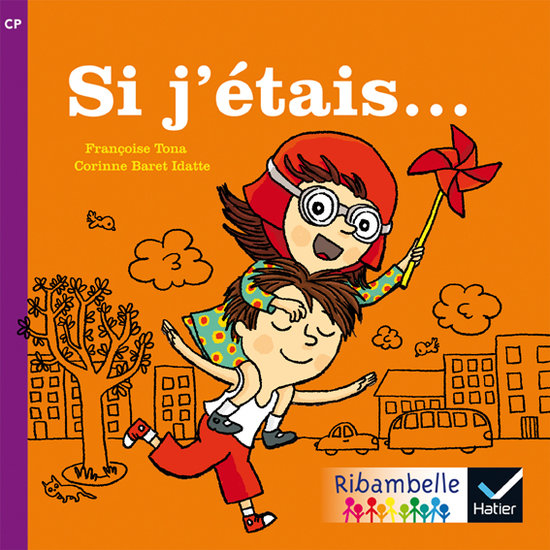 CP
Si j'étais...
Françoise Tona
Corinne Baret Idatte
Ribambelle
Hatier